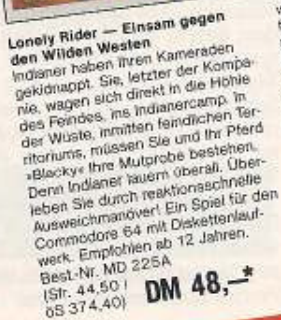 Lonely Rider — Einsam gegen
den Wilden Westen
Indianer haben Ihren Kameraden
gekidnappt. Sie, letzter der Kompa-
nie, wagen sich direkt in die Höhle
des Feindes, ins Indianercamp. In
der Wüste, inmitten feindlichen Ter-
ritoriums, müssen Sie und Ihr Pferd
»Blacky« Ihre Mutprobe bestehen.
Denn Indianer lauern überall. Über-
leben Sie durch reaktionsschnelle
Ausweichmanöver! Ein Spiel für den
Commodore 64 mit Diskettenlauf-
werk. Empfohlen ab 12 Jahren.
Best-Nr. MD 225A
(Sfr. 44,50 /
öS 374,40) DM 48,—*